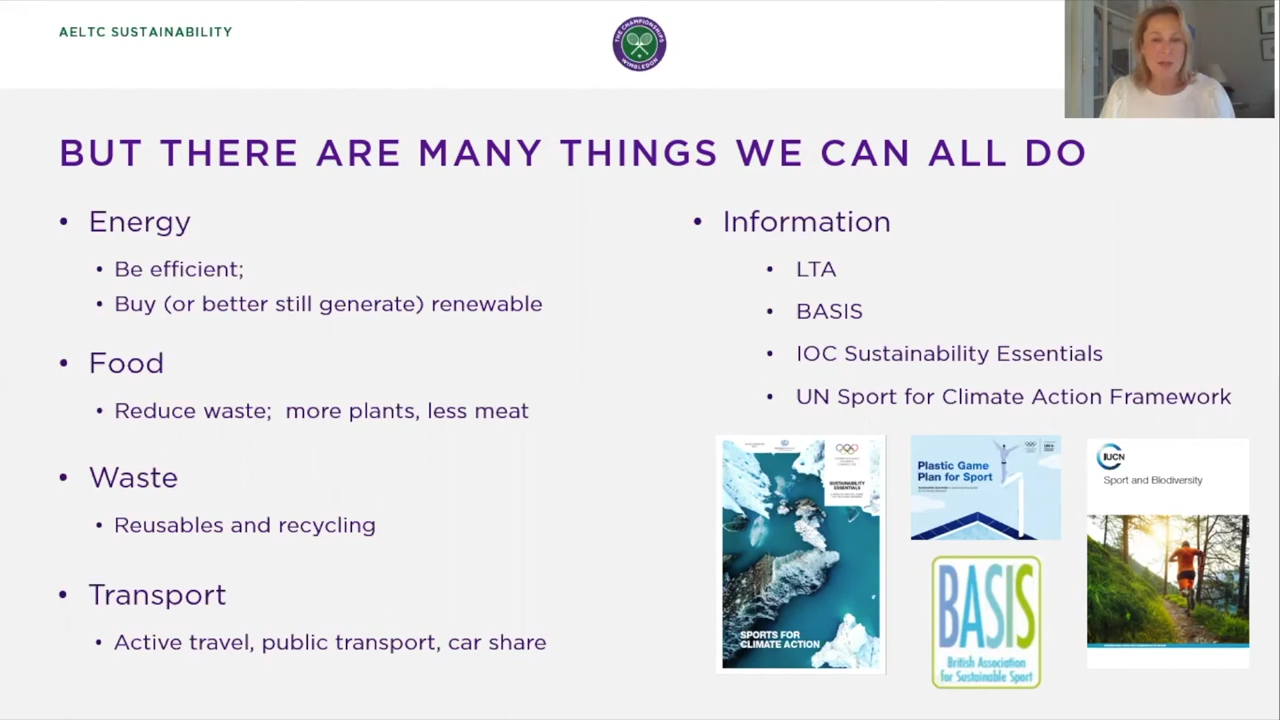 AELTC SUSTAINABILITY
THE CHAMPIONSHIPS
WIMBLEDON
BUT THERE ARE MANY THINGS WE CAN ALL DO
• Energy
• Be efficient;
• Buy (or better still generate) renewable
• Food
• Reduce waste; more plants, less meat
• Waste
• Reusables and recycling
• Transport
• Active travel, public transport, car share
• Information
• LTA
• BASIS
• IOC Sustainability Essentials
• UN Sport for Climate Action Framework
SUSTAINABILITY
ESSENTIALS
SPORTS FOR
CLIMATE ACTION
Plastic Game
Plan for Sport
BASIS
British Association
for Sustainable Sport
IUCN
Sport and Biodiversity